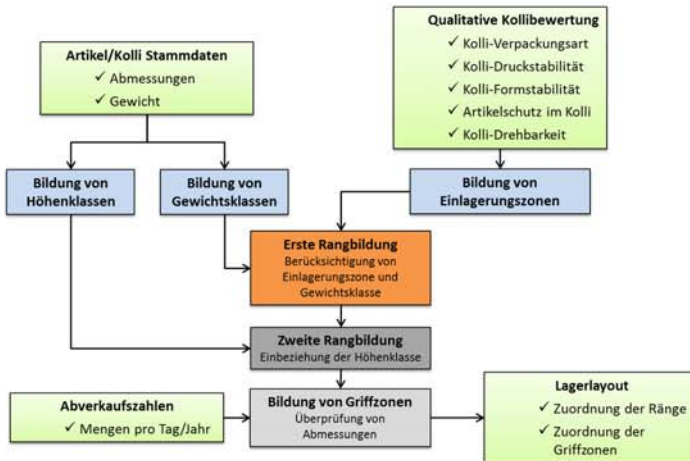 Artikel/Kolli Stammdaten
✓ Abmessungen
✓ Gewicht
Qualitative Kollibewertung
✓ Kolli-Verpackungsart
✓ Kolli-Druckstabilität
✓ Kolli-Formstabilität
✓ Artikelschutz im Kolli
✓ Kolli-Drehbarkeit
Bildung von
Höhenklassen
Bildung von
Gewichtsklassen
Bildung von
Einlagerungszonen
Erste Rangbildung
Berücksichtigung von
Einlagerungszone und
Gewichtsklasse
Zweite Rangbildung
Einbeziehung der Höhenklasse
Abverkaufszahlen
✓ Mengen pro Tag/Jahr
Bildung von Griffzonen
Überprüfung von
Abmessungen
Lagerlayout
✓ Zuordnung der Ränge
✓ Zuordnung der
Griffzonen